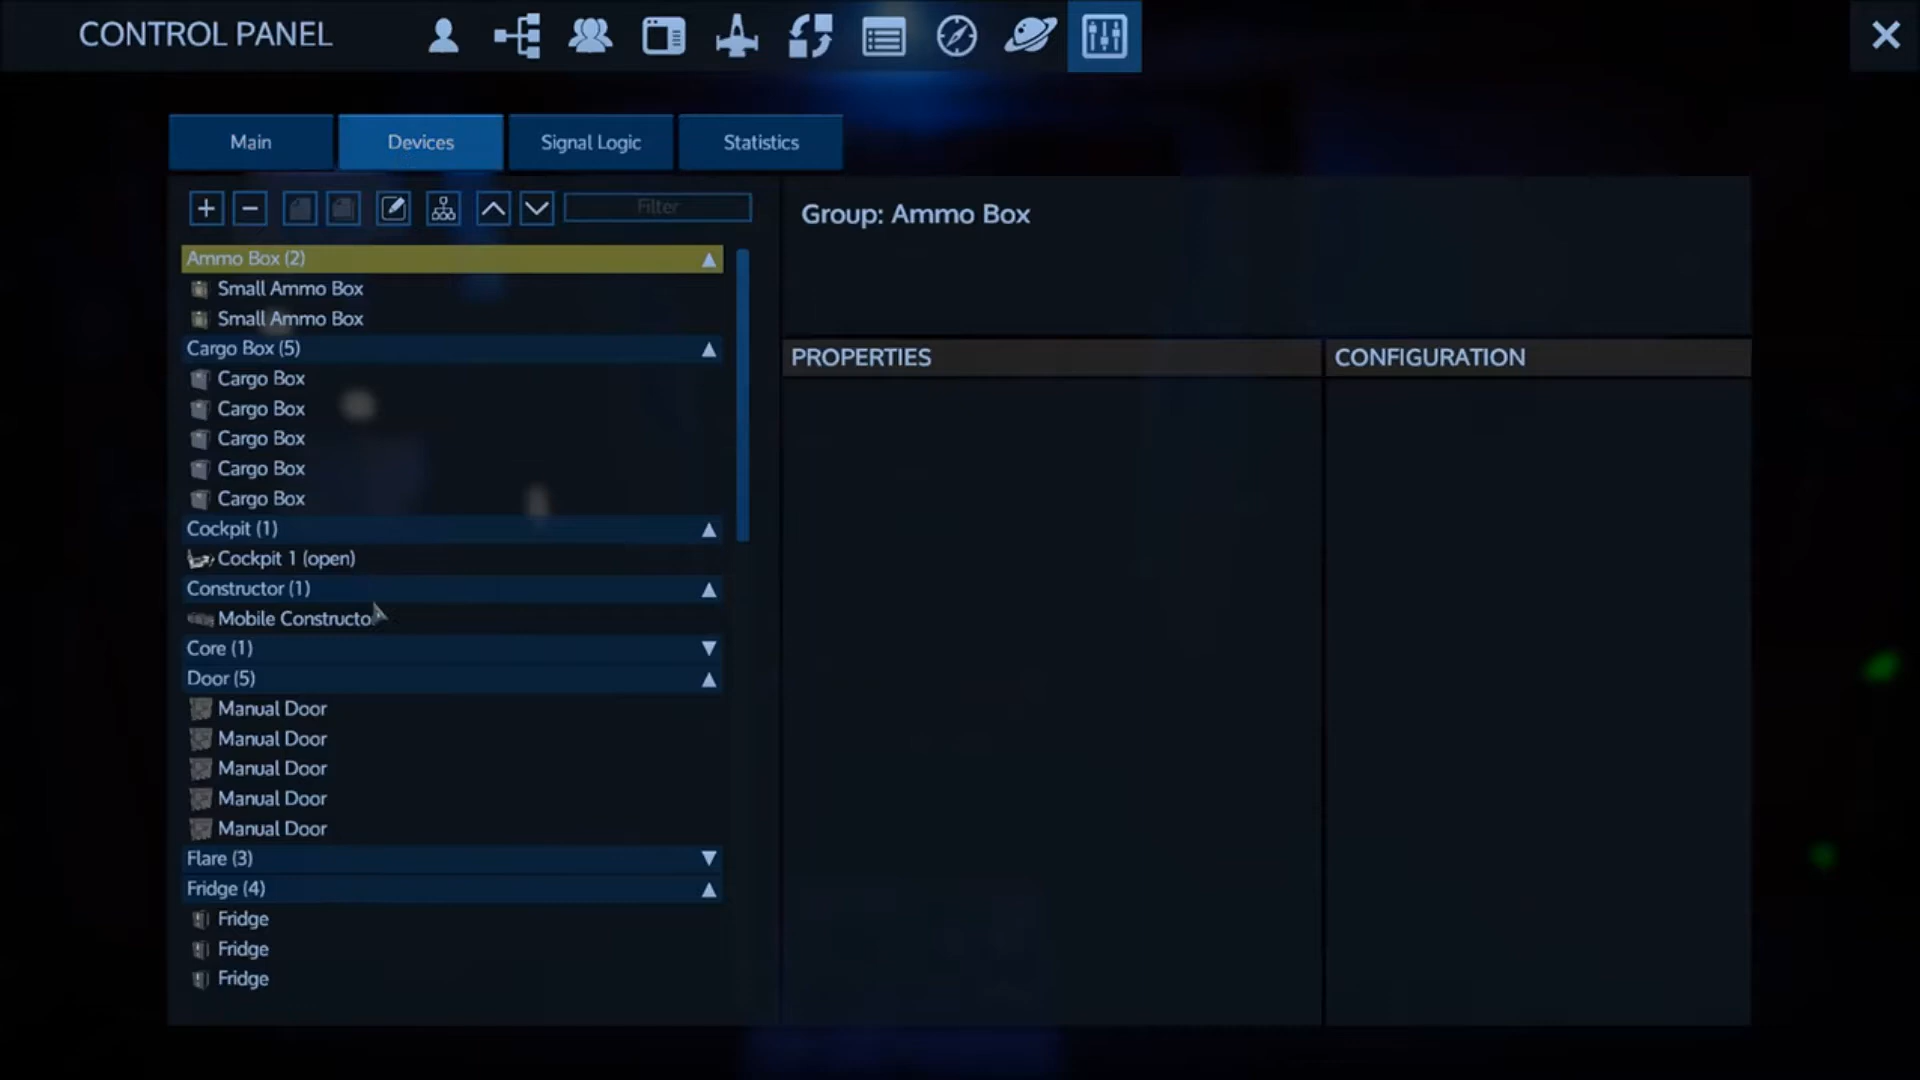 CONTROL PANEL
Main
Devices
Signal Logic
Statistics
Filter
Group: Ammo Box
Ammo Box (2)
Small Ammo Box
Small Ammo Box
Cargo Box (5)
PROPERTIES
CONFIGURATION
Cargo Box
Cargo Box
Cargo Box
Cargo Box
Cargo Box
Cockpit (1)
Cockpit 1 (open)
Constructor (1)
Mobile Constructo
Core (1)
Door (5)
Manual Door
Manual Door
Manual Door
Manual Door
Manual Door
Flare (3)
Fridge (4)
Fridge
Fridge
Fridge